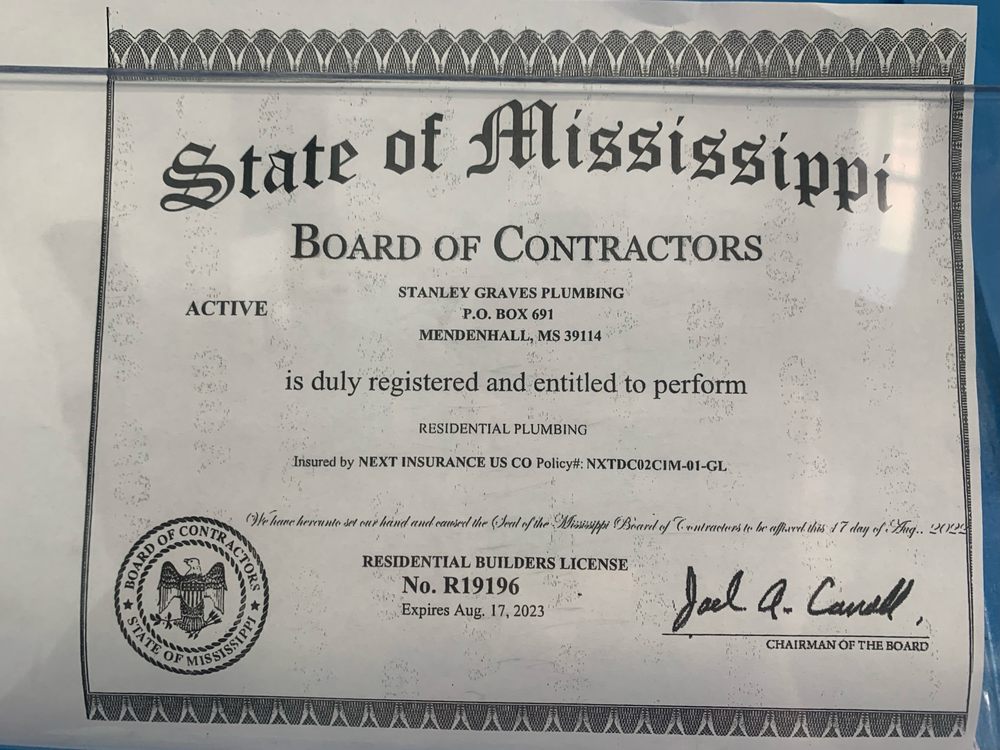 State of Mississippi
BOARD OF CONTRACTORS
ACTIVE
STANLEY GRAVES PLUMBING
P.O. BOX 691
MENDENHALL, MS 39114
is duly registered and entitled to perform
RESIDENTIAL PLUMBING
Insured by NEXT INSURANCE US CO Policy#: NXTDC02C1M-01-GL
We have hereunto set our hand and caused the Seal of the Mississippi Board of Contractors to be affixed this 17 day of Aug., 2022
RESIDENTIAL BUILDERS LICENSE
No. R19196
Expires Aug. 17, 2023
BOARD OF CONTRACTORS
STATE OF MISSISSIPPI
Joel A. Carroll
CHAIRMAN OF THE BOARD